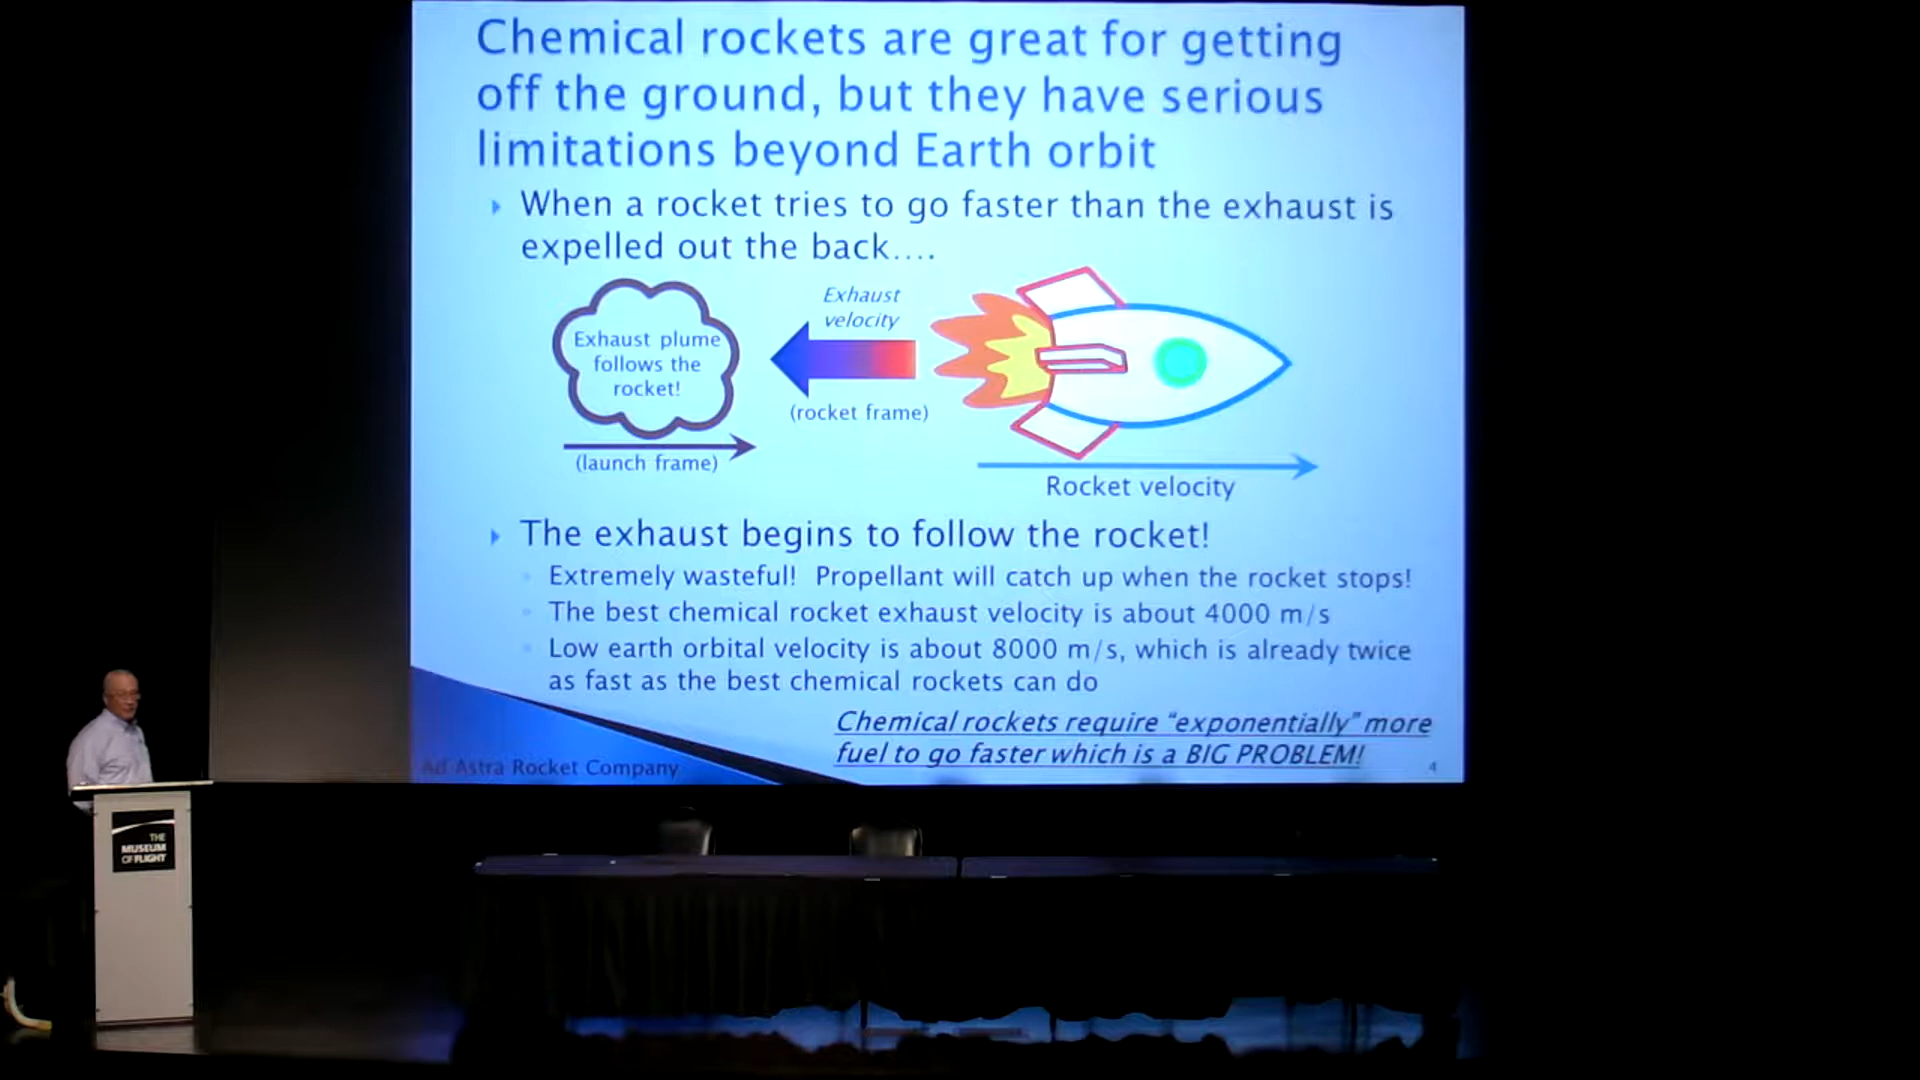 Chemical rockets are great for getting
off the ground, but they have serious
limitations beyond Earth orbit
When a rocket tries to go faster than the exhaust is
expelled out the back....
Exhaust plume
follows the
rocket!
(launch frame)
Exhaust
velocity
(rocket frame)
Rocket velocity
The exhaust begins to follow the rocket!
Extremely wasteful! Propellant will catch up when the rocket stops!
The best chemical rocket exhaust velocity is about 4000 m/s
Low earth orbital velocity is about 8000 m/s, which is already twice
as fast as the best chemical rockets can do
Chemical rockets require “exponentially” more
fuel to go faster which is a BIG PROBLEM!
Ad Astra Rocket Company
4
THE
MUSEUM
OF FLIGHT